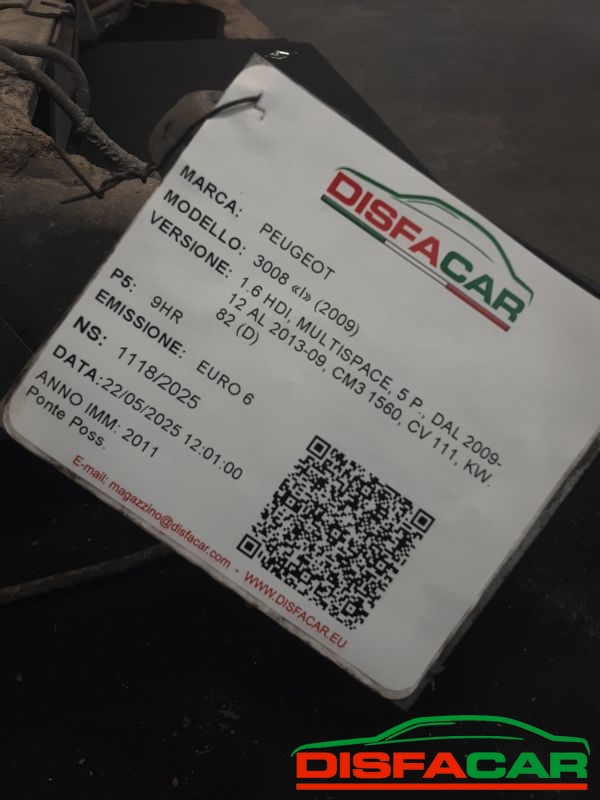 DISFACAR
MARCA: PEUGEOT
MODELLO: 3008 «I» (2009)
VERSIONE: 1.6 HDI, MULTISPACE, 5 P., DAL 2009-
12 AL 2013-09, CM3 1560, CV 111, KW.
82 (D)
P5: 9HR
EMISSIONE: EURO 6
NS: 1118/2025
DATA:22/05/2025 12:01:00
ANNO IMM: 2011
Ponte Poss.
E-mail: magazzino@disfacar.com - WWW.DISFACAR.EU
DISFACAR